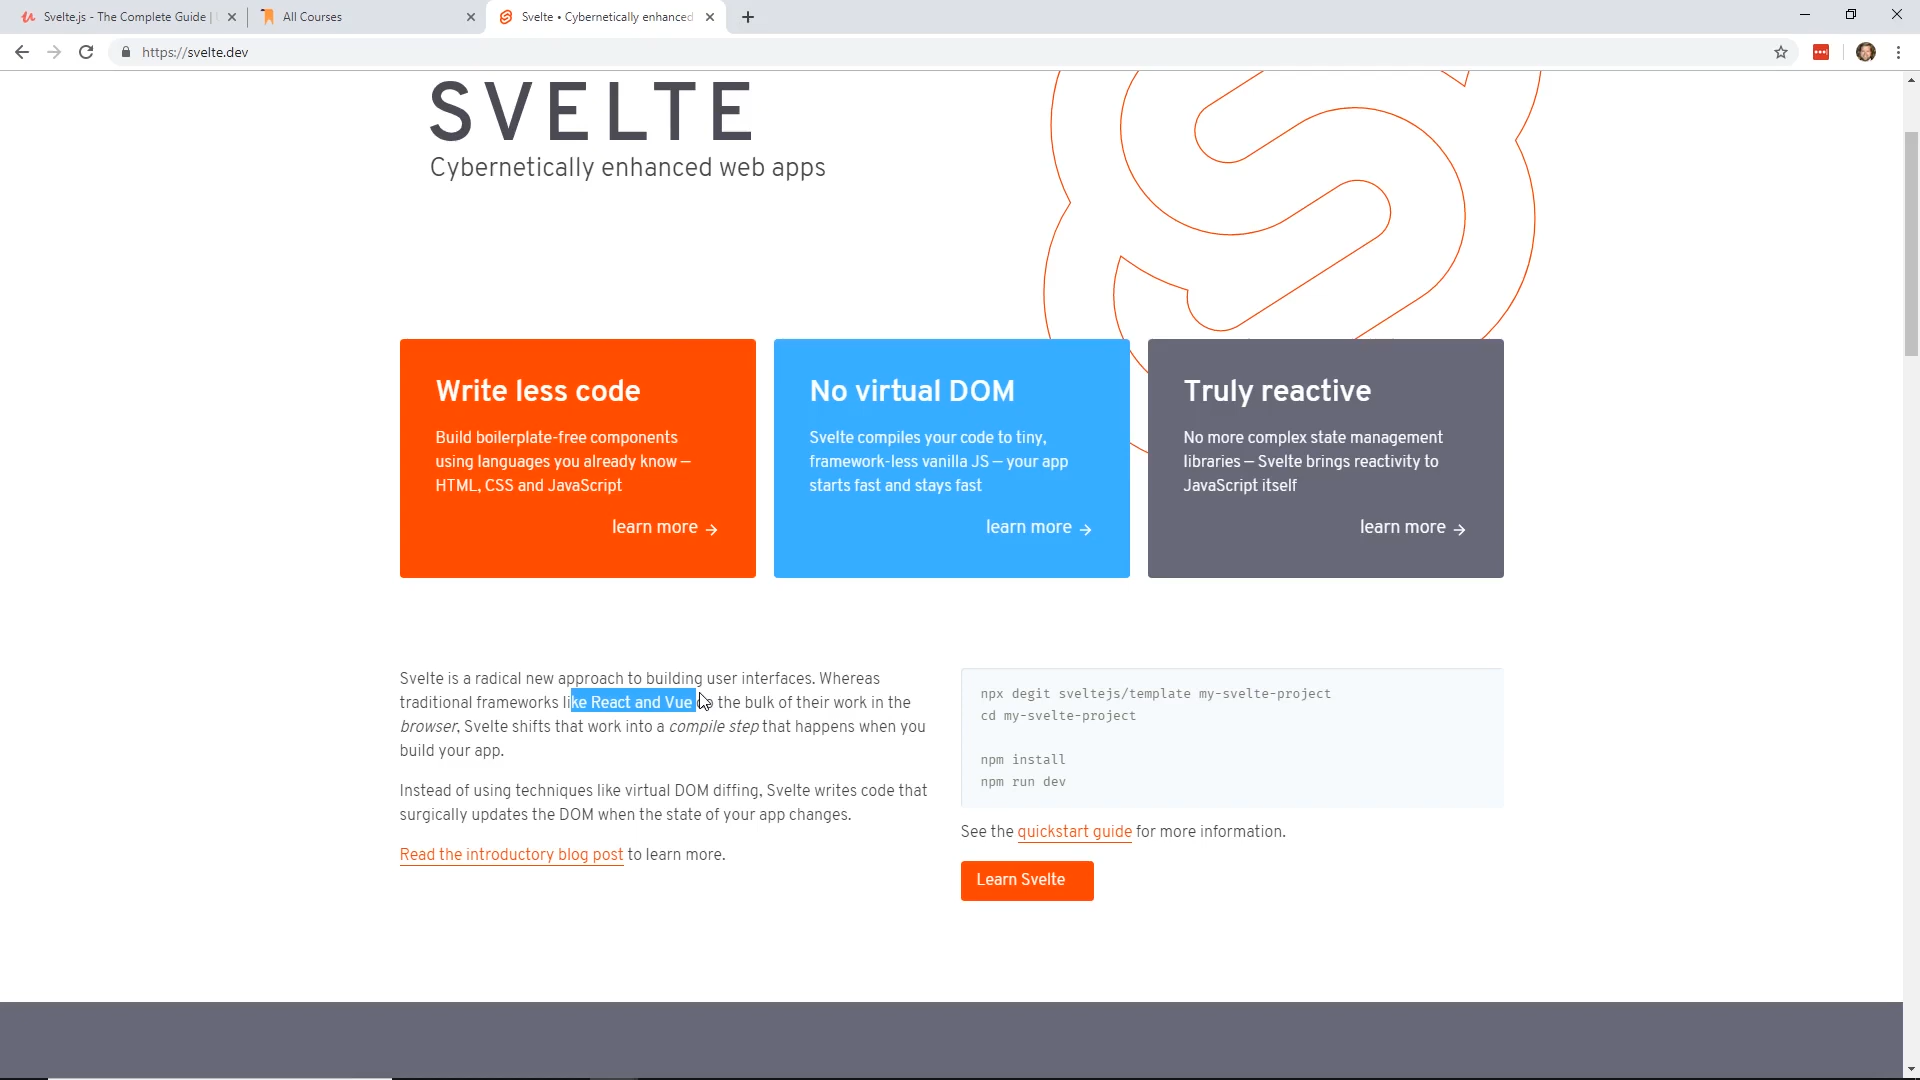 Svelte.js - The Complete Guide |
All Courses
Svelte • Cybernetically enhanced
https://svelte.dev
SVELTE
Cybernetically enhanced web apps
Write less code
Build boilerplate-free components
using languages you already know –
HTML, CSS and JavaScript
learn more →
No virtual DOM
Svelte compiles your code to tiny,
framework-less vanilla JS – your app
starts fast and stays fast
learn more →
Truly reactive
No more complex state management
libraries – Svelte brings reactivity to
JavaScript itself
learn more →
Svelte is a radical new approach to building user interfaces. Whereas
traditional frameworks like React and Vue the bulk of their work in the
browser, Svelte shifts that work into a compile step that happens when you
build your app.
Instead of using techniques like virtual DOM diffing, Svelte writes code that
surgically updates the DOM when the state of your app changes.
Read the introductory blog post to learn more.
npx degit sveltejs/template my-svelte-project
cd my-svelte-project
npm install
npm run dev
See the quickstart guide for more information.
Learn Svelte